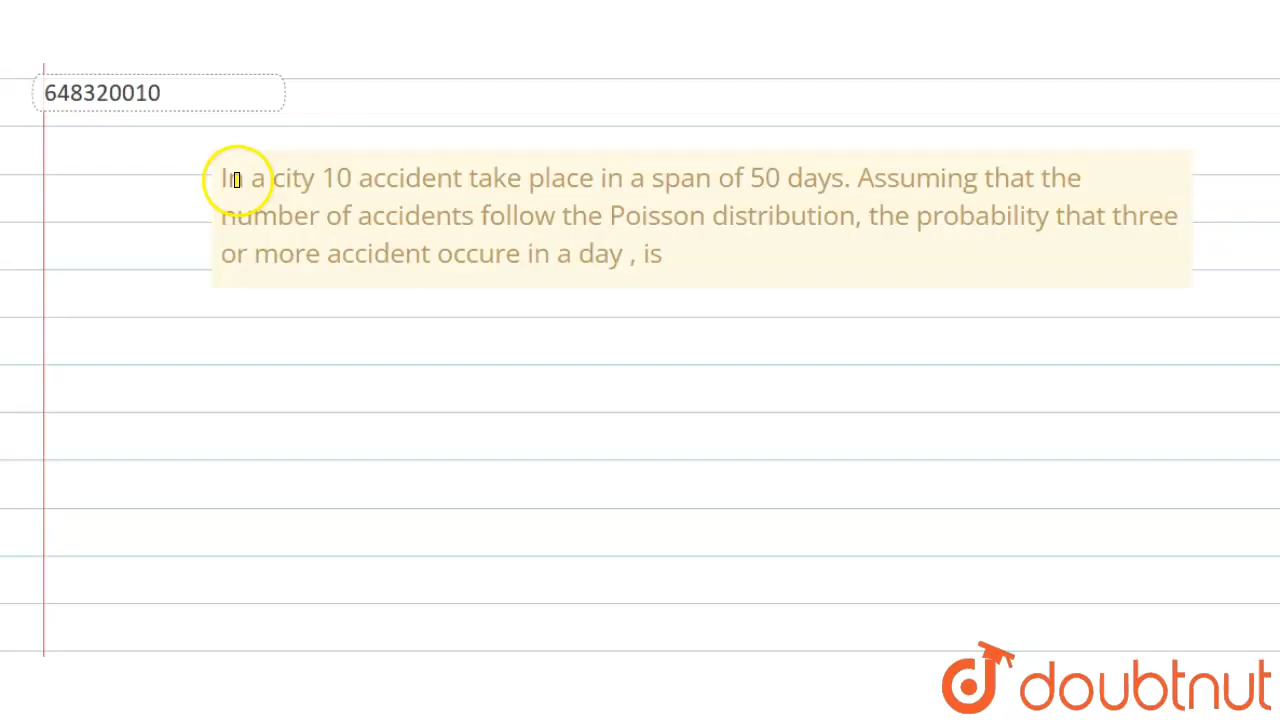 648320010
In a city 10 accident take place in a span of 50 days. Assuming that the
number of accidents follow the Poisson distribution, the probability that three
or more accident occure in a day , is
doubtnut